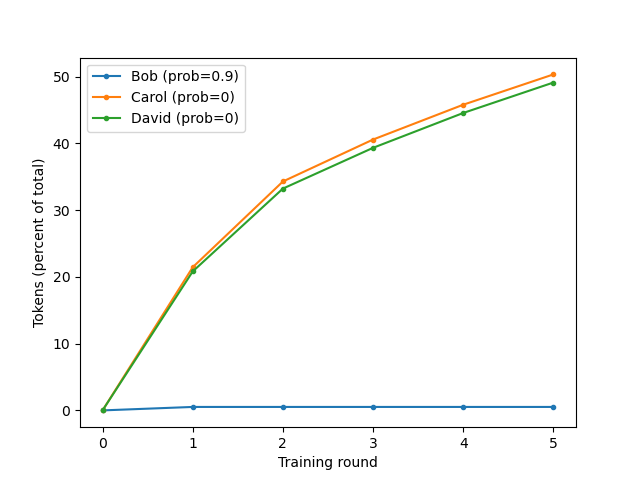 Bob (prob=0.9)
Carol (prob=0)
David (prob=0)
Tokens (percent of total)
50
40
30
20
10
0
0 1 2 3 4 5
Training round